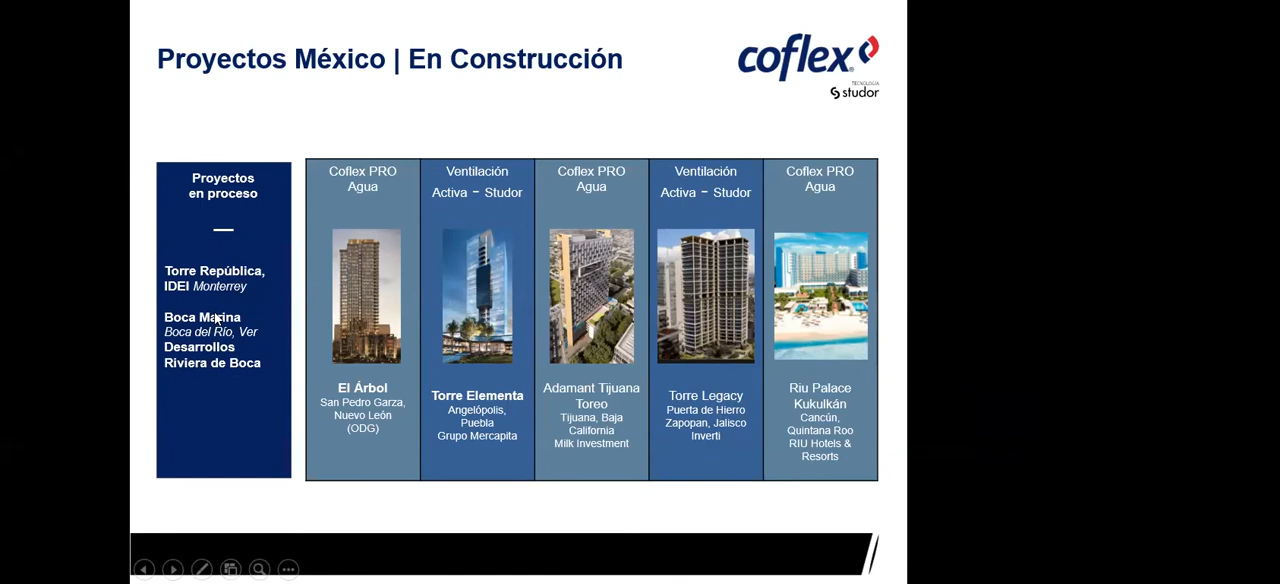 Proyectos México | En Construcción
coflex
TECNOLOGÍA
studor
Proyectos
en proceso
Torre República,
IDEI Monterrey
Boca Marina
Boca del Río, Ver
Desarrollos
Riviera de Boca
Coflex PRO
Agua
El Árbol
San Pedro Garza,
Nuevo León
(ODG)
Ventilación
Activa – Studor
Torre Elementa
Angelópolis,
Puebla
Grupo Mercapita
Coflex PRO
Agua
Adamant Tijuana
Toreo
Tijuana, Baja
California
Milk Investment
Ventilación
Activa – Studor
Torre Legacy
Puerta de Hierro
Zapopan, Jalisco
Inverti
Coflex PRO
Agua
Riu Palace
Kukulkán
Cancún,
Quintana Roo
RIU Hotels &
Resorts